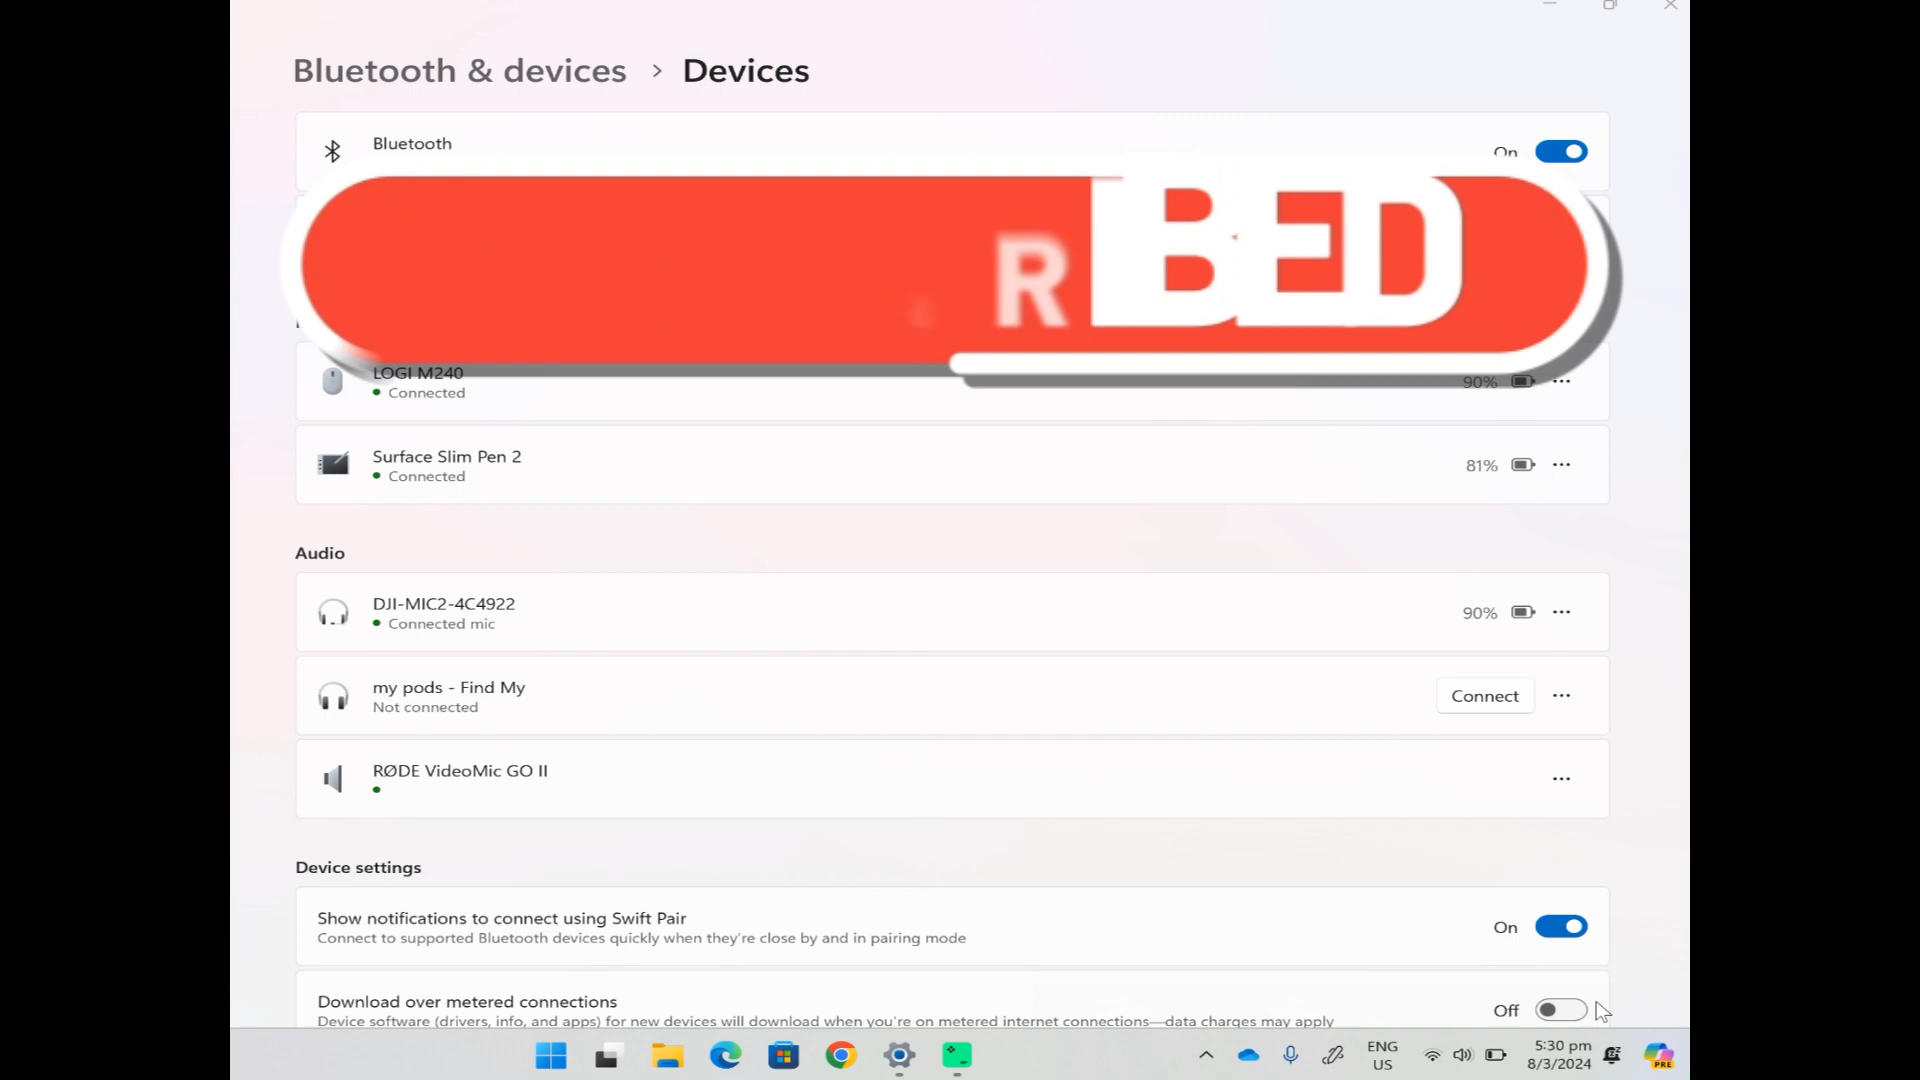 Bluetooth & devices > Devices
Bluetooth
On
R BED
LOGI M240
Connected
90%
Surface Slim Pen 2
Connected
81%
Audio
DJI-MIC2-4C4922
Connected mic
90%
my pods - Find My
Not connected
Connect
RØDE VideoMic GO II
Device settings
Show notifications to connect using Swift Pair
Connect to supported Bluetooth devices quickly when they're close by and in pairing mode
On
Download over metered connections
Device software (drivers, info, and apps) for new devices will download when you're on metered internet connections—data charges may apply
Off
ENG
US
5:30 pm
8/3/2024
PRE